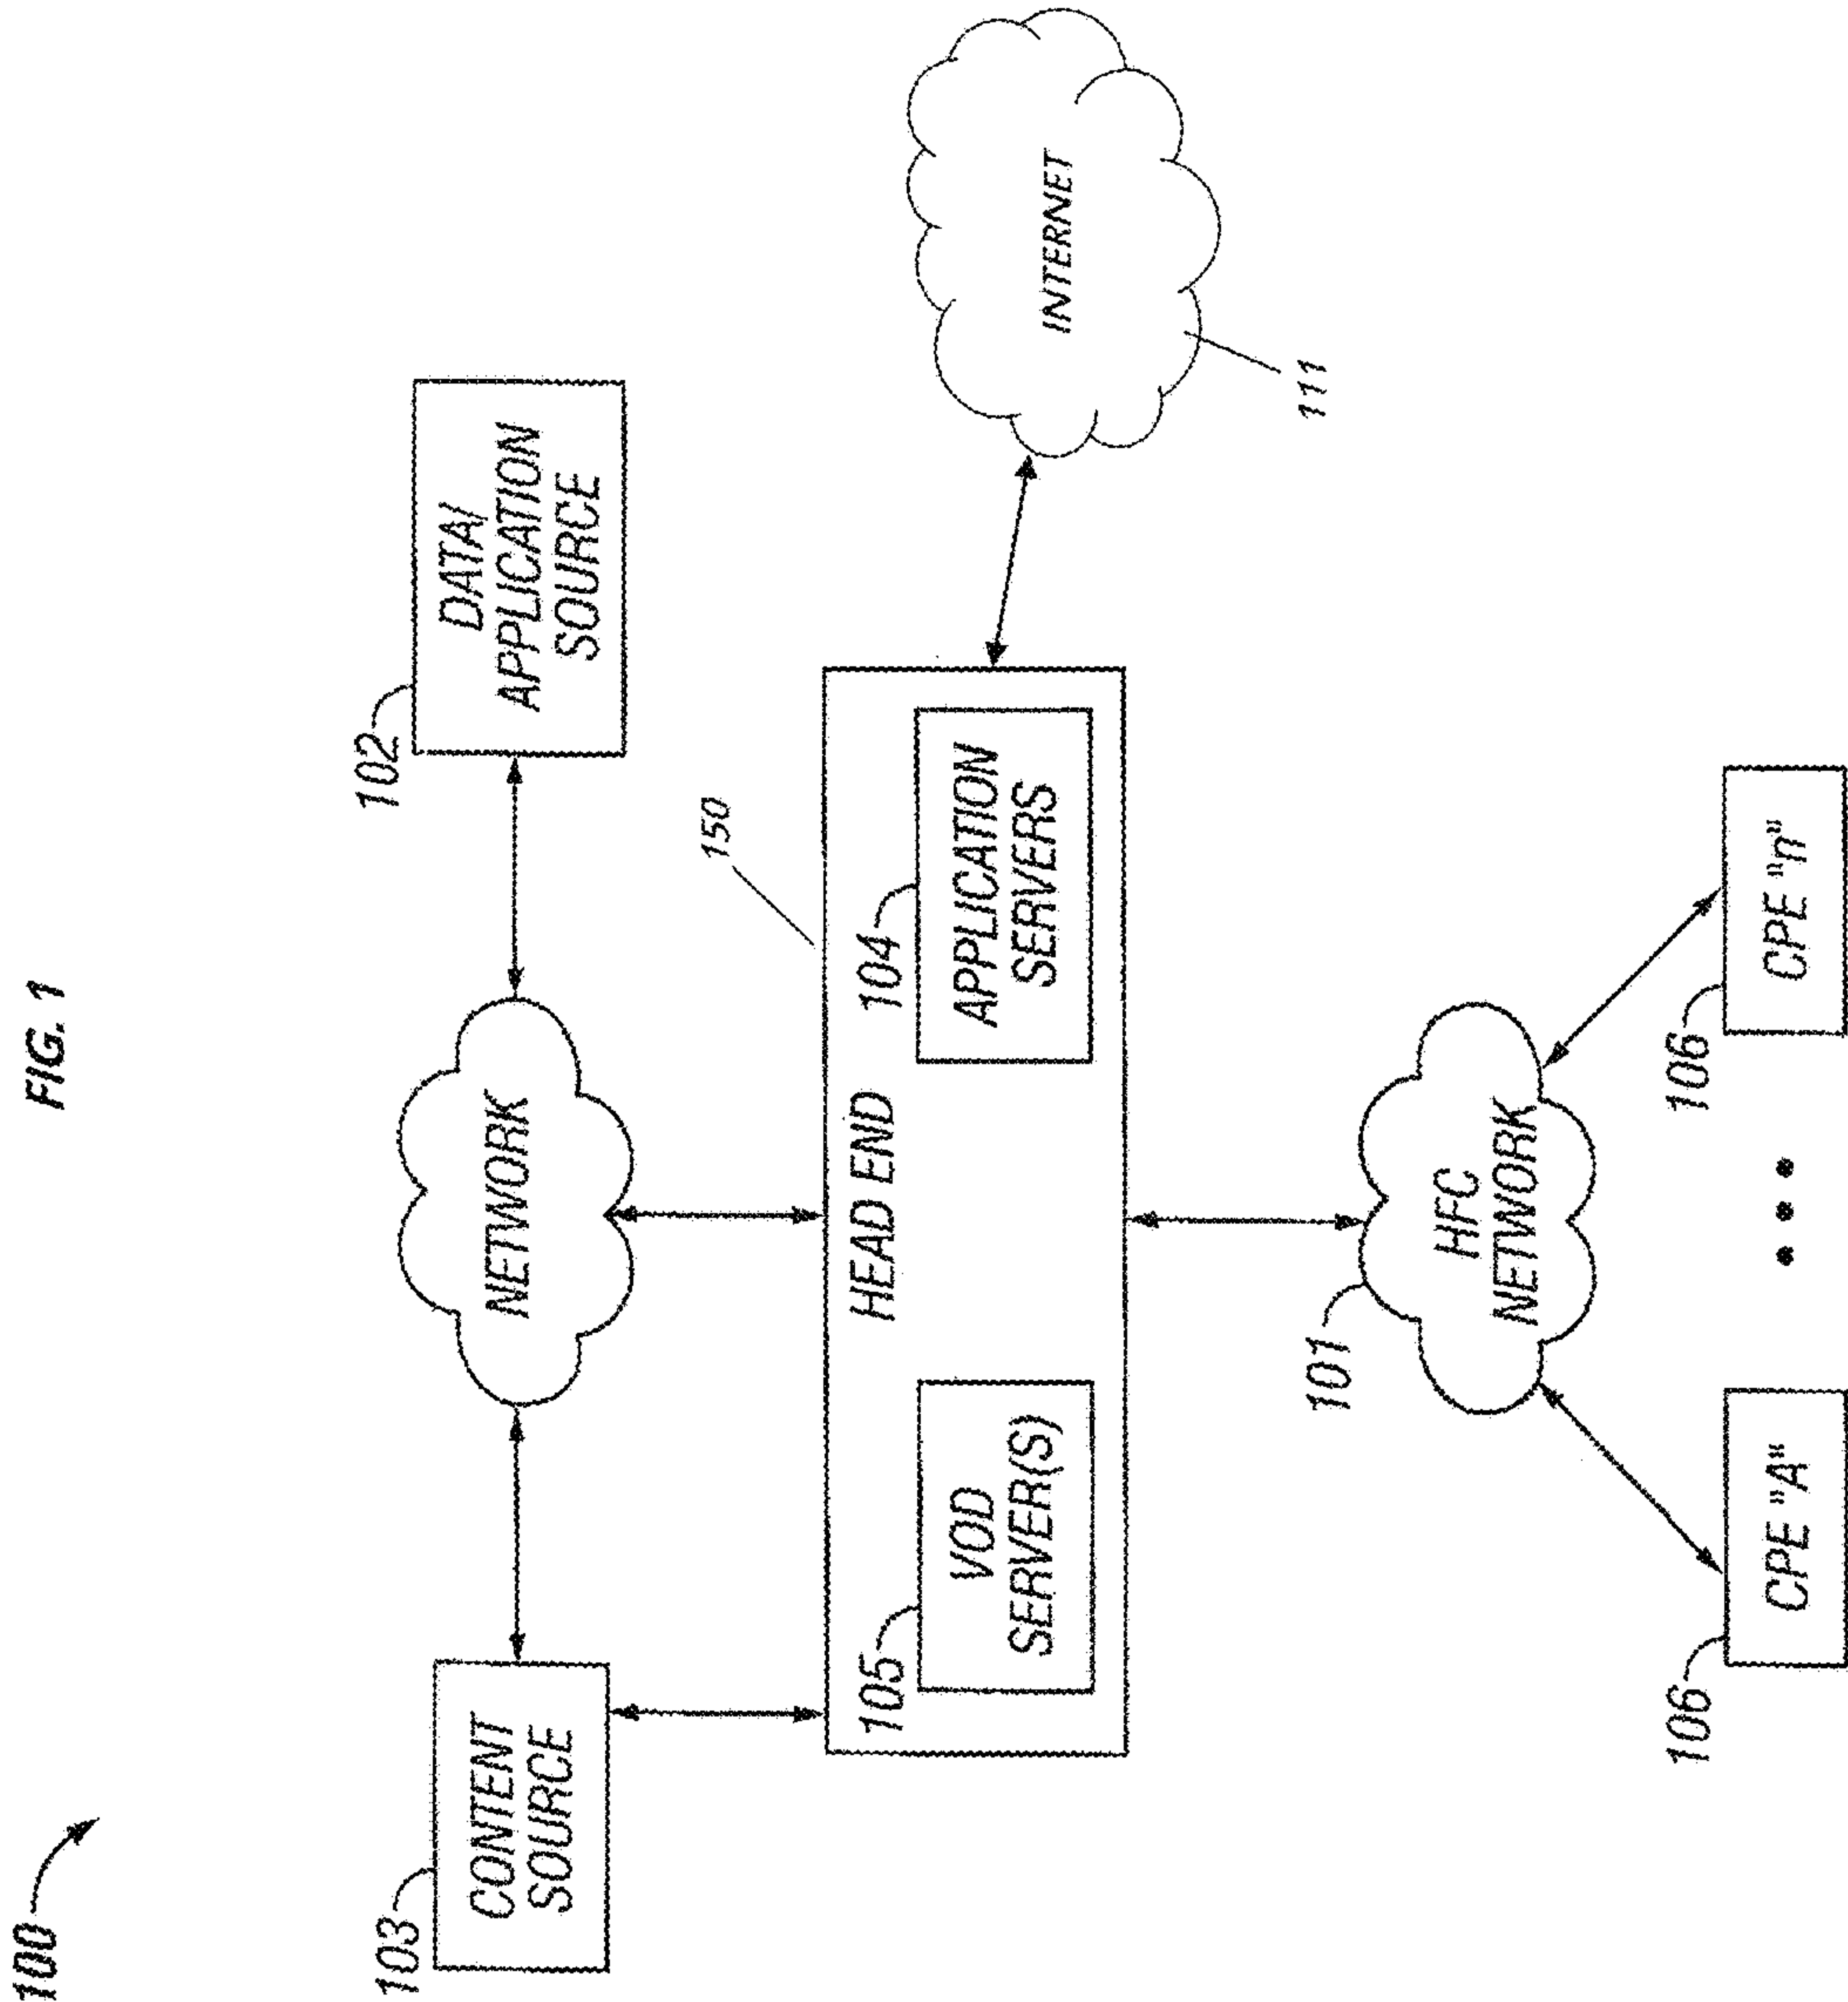 FIG. 1
100
103
CONTENT
SOURCE
NETWORK
102
DATA/
APPLICATION
SOURCE
150
HEAD END
105
VOD
SERVER(S)
104
APPLICATION
SERVERS
INTERNET
111
101
HFC
NETWORK
106
CPE "A"
106
CPE "n"